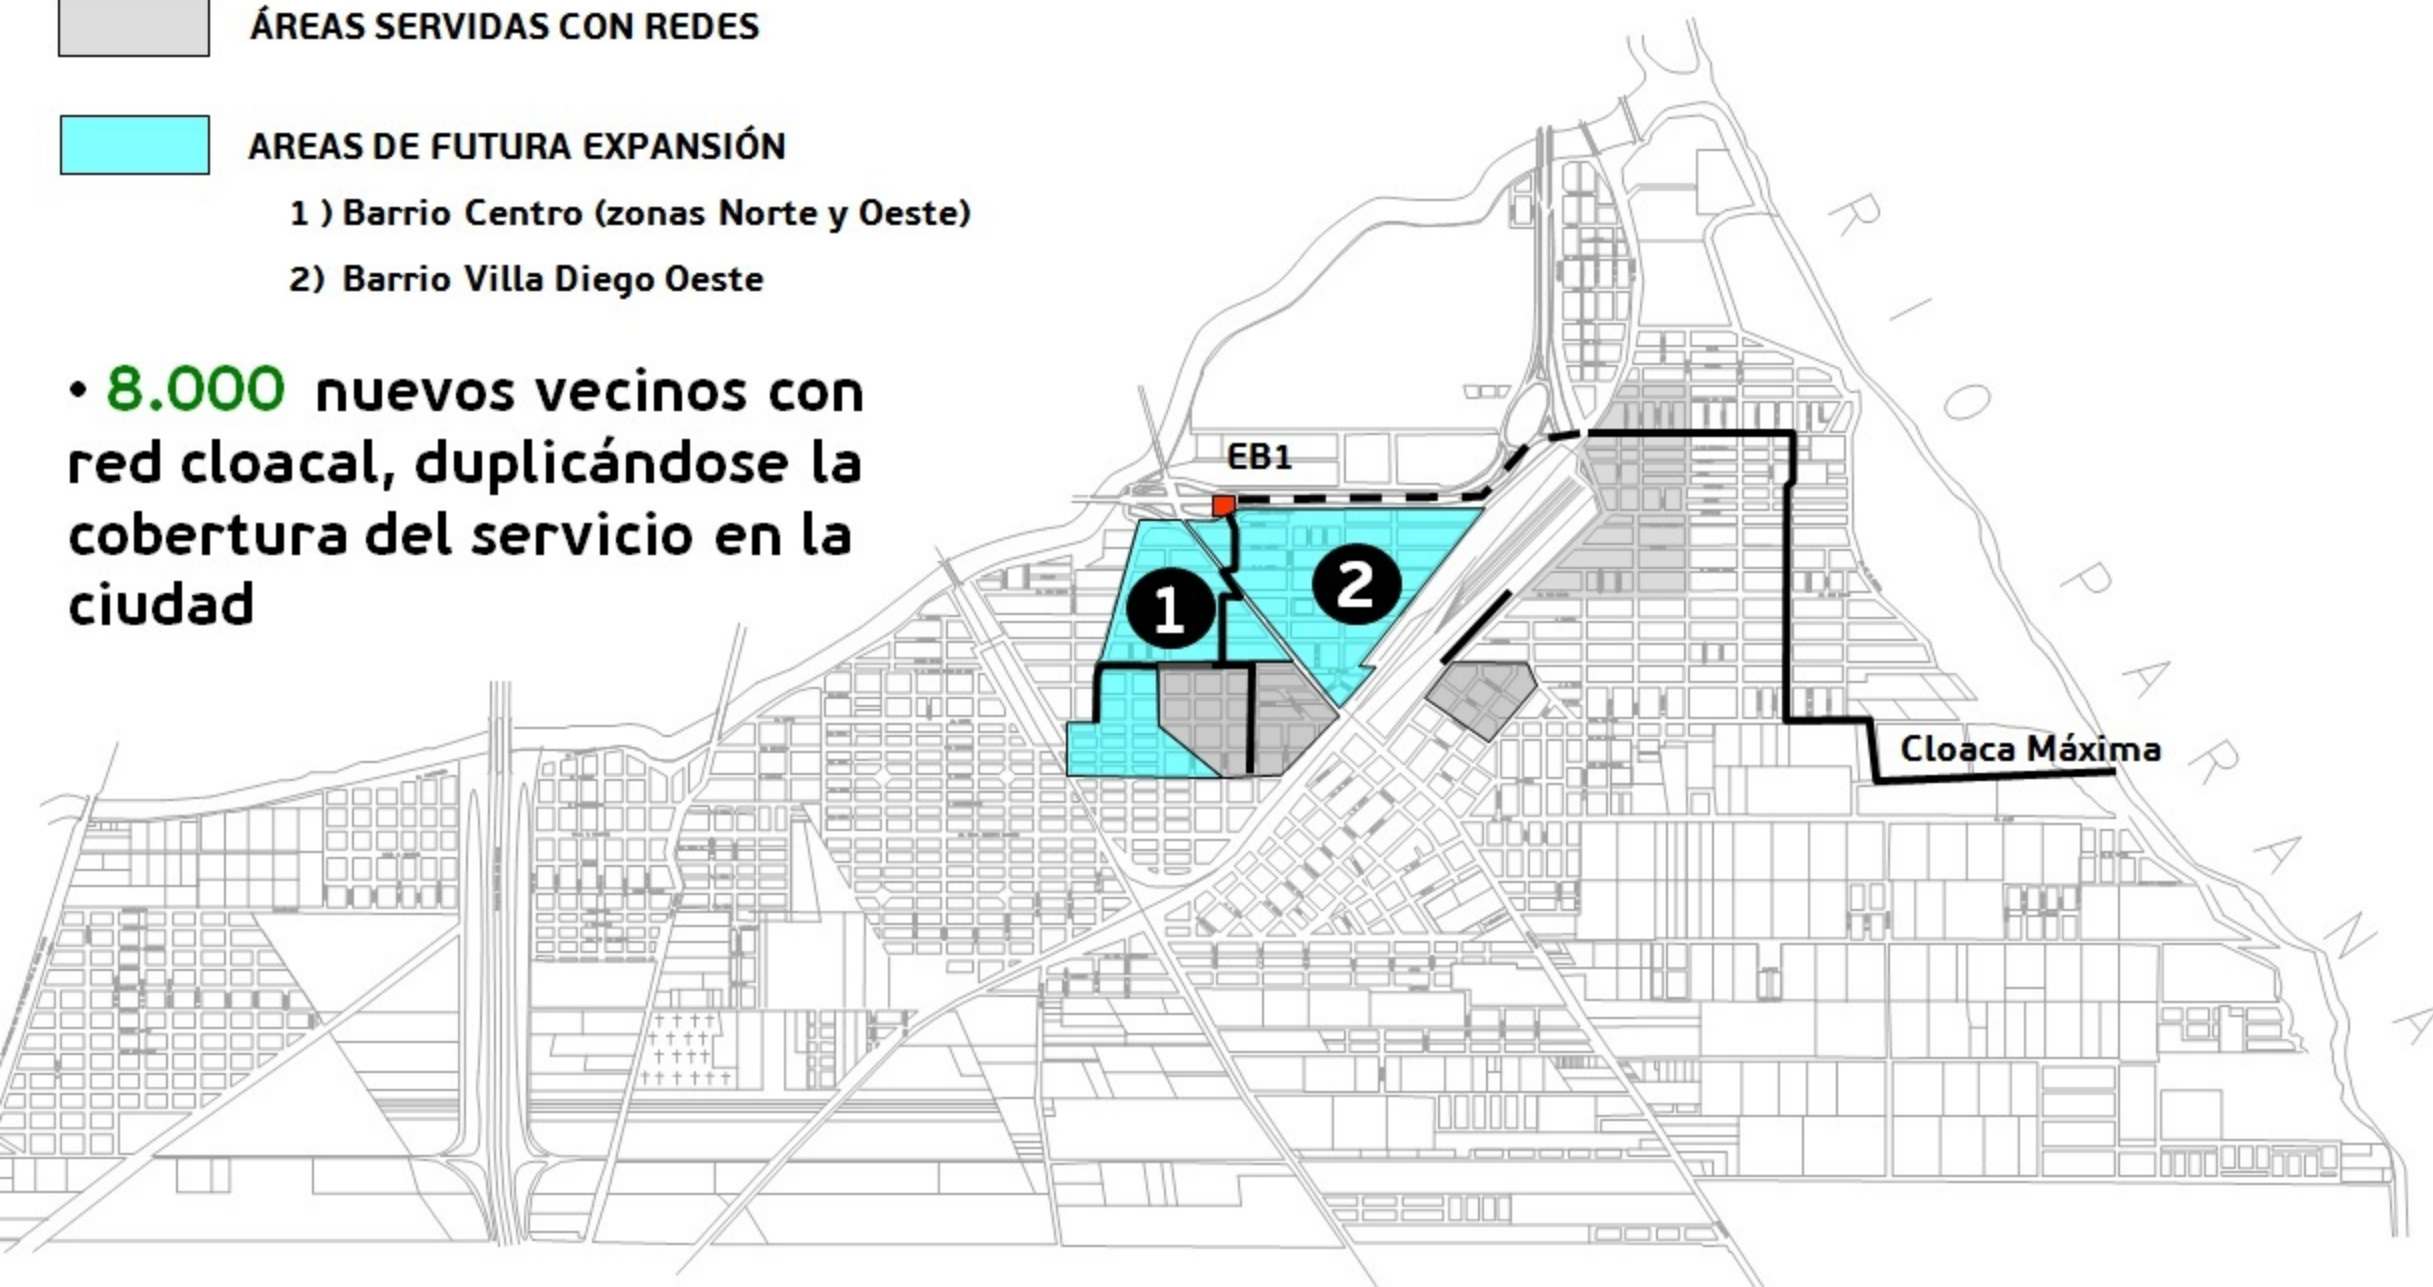 ÁREAS SERVIDAS CON REDES
AREAS DE FUTURA EXPANSIÓN
1 ) Barrio Centro (zonas Norte y Oeste)
2) Barrio Villa Diego Oeste
• 8.000 nuevos vecinos con
red cloacal, duplicándose la
cobertura del servicio en la
ciudad
EB1
1
2
Cloaca Máxima
RIO PARANA